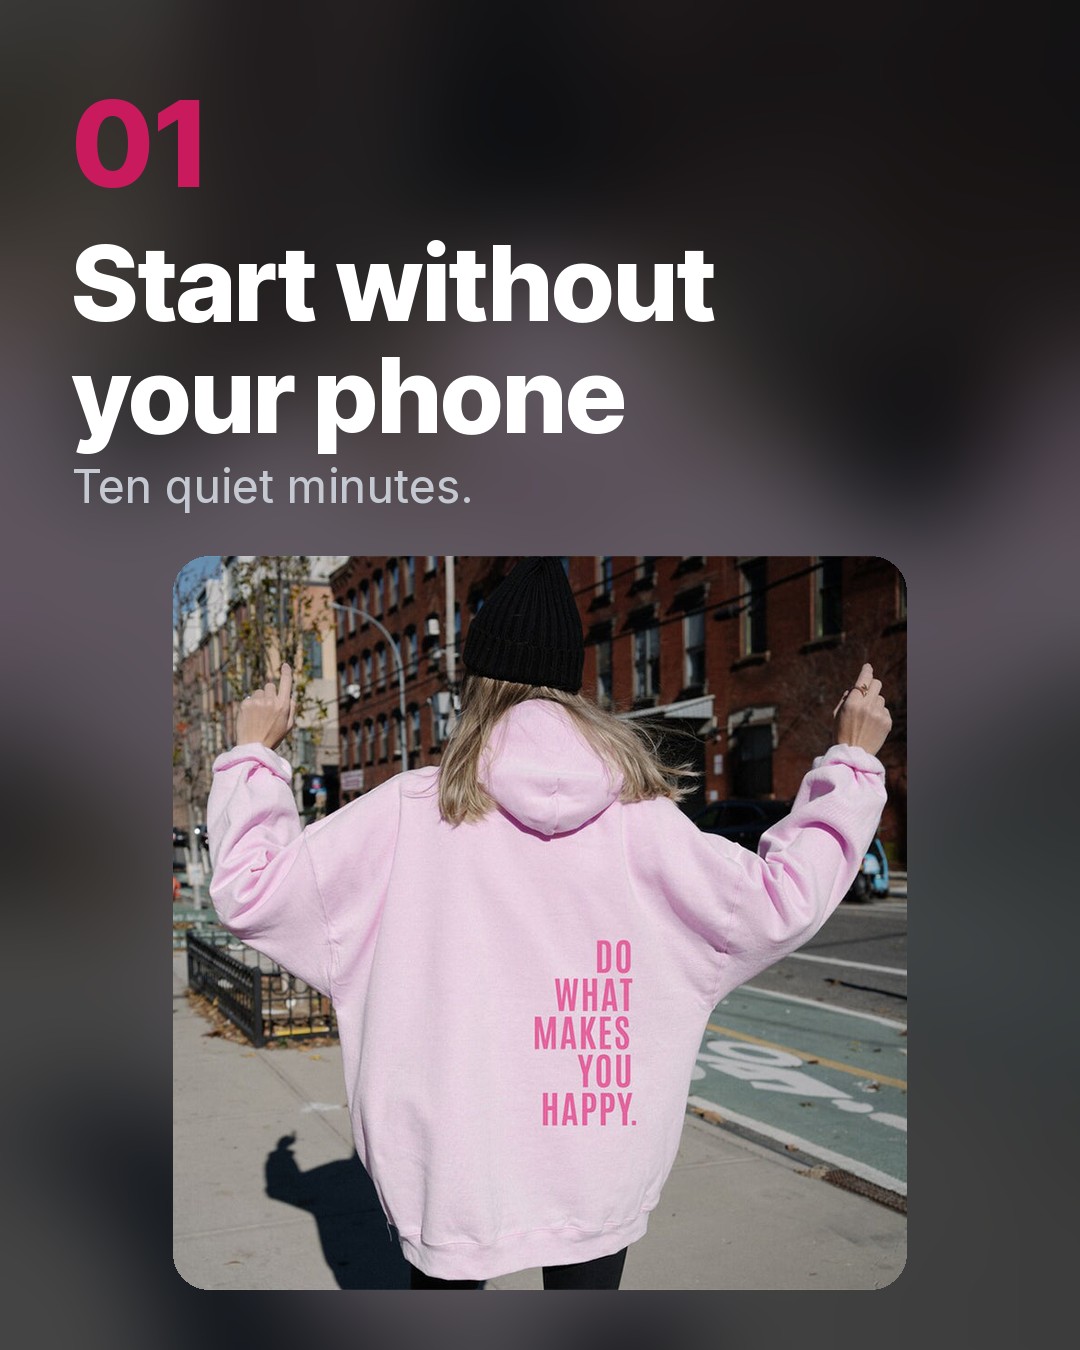 01
Start without
your phone
Ten quiet minutes.
DO
WHAT
MAKES
YOU
HAPPY.